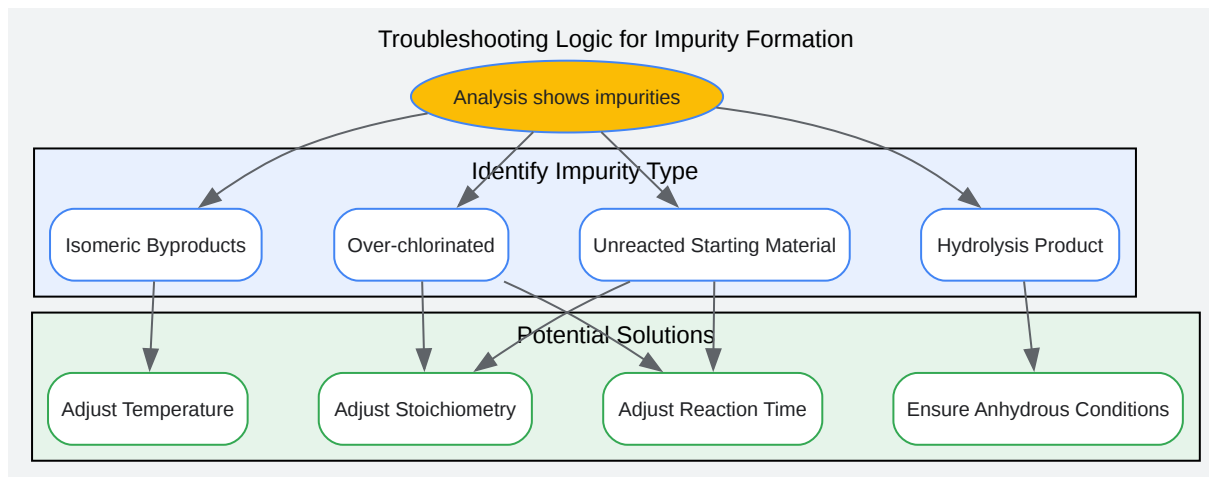 Troubleshooting Logic for Impurity Formation
Analysis shows impurities
Identify Impurity Type
Isomeric Byproducts
Over-chlorinated
Unreacted Starting Material
Hydrolysis Product
Potential Solutions
Adjust Temperature
Adjust Stoichiometry
Adjust Reaction Time
Ensure Anhydrous Conditions